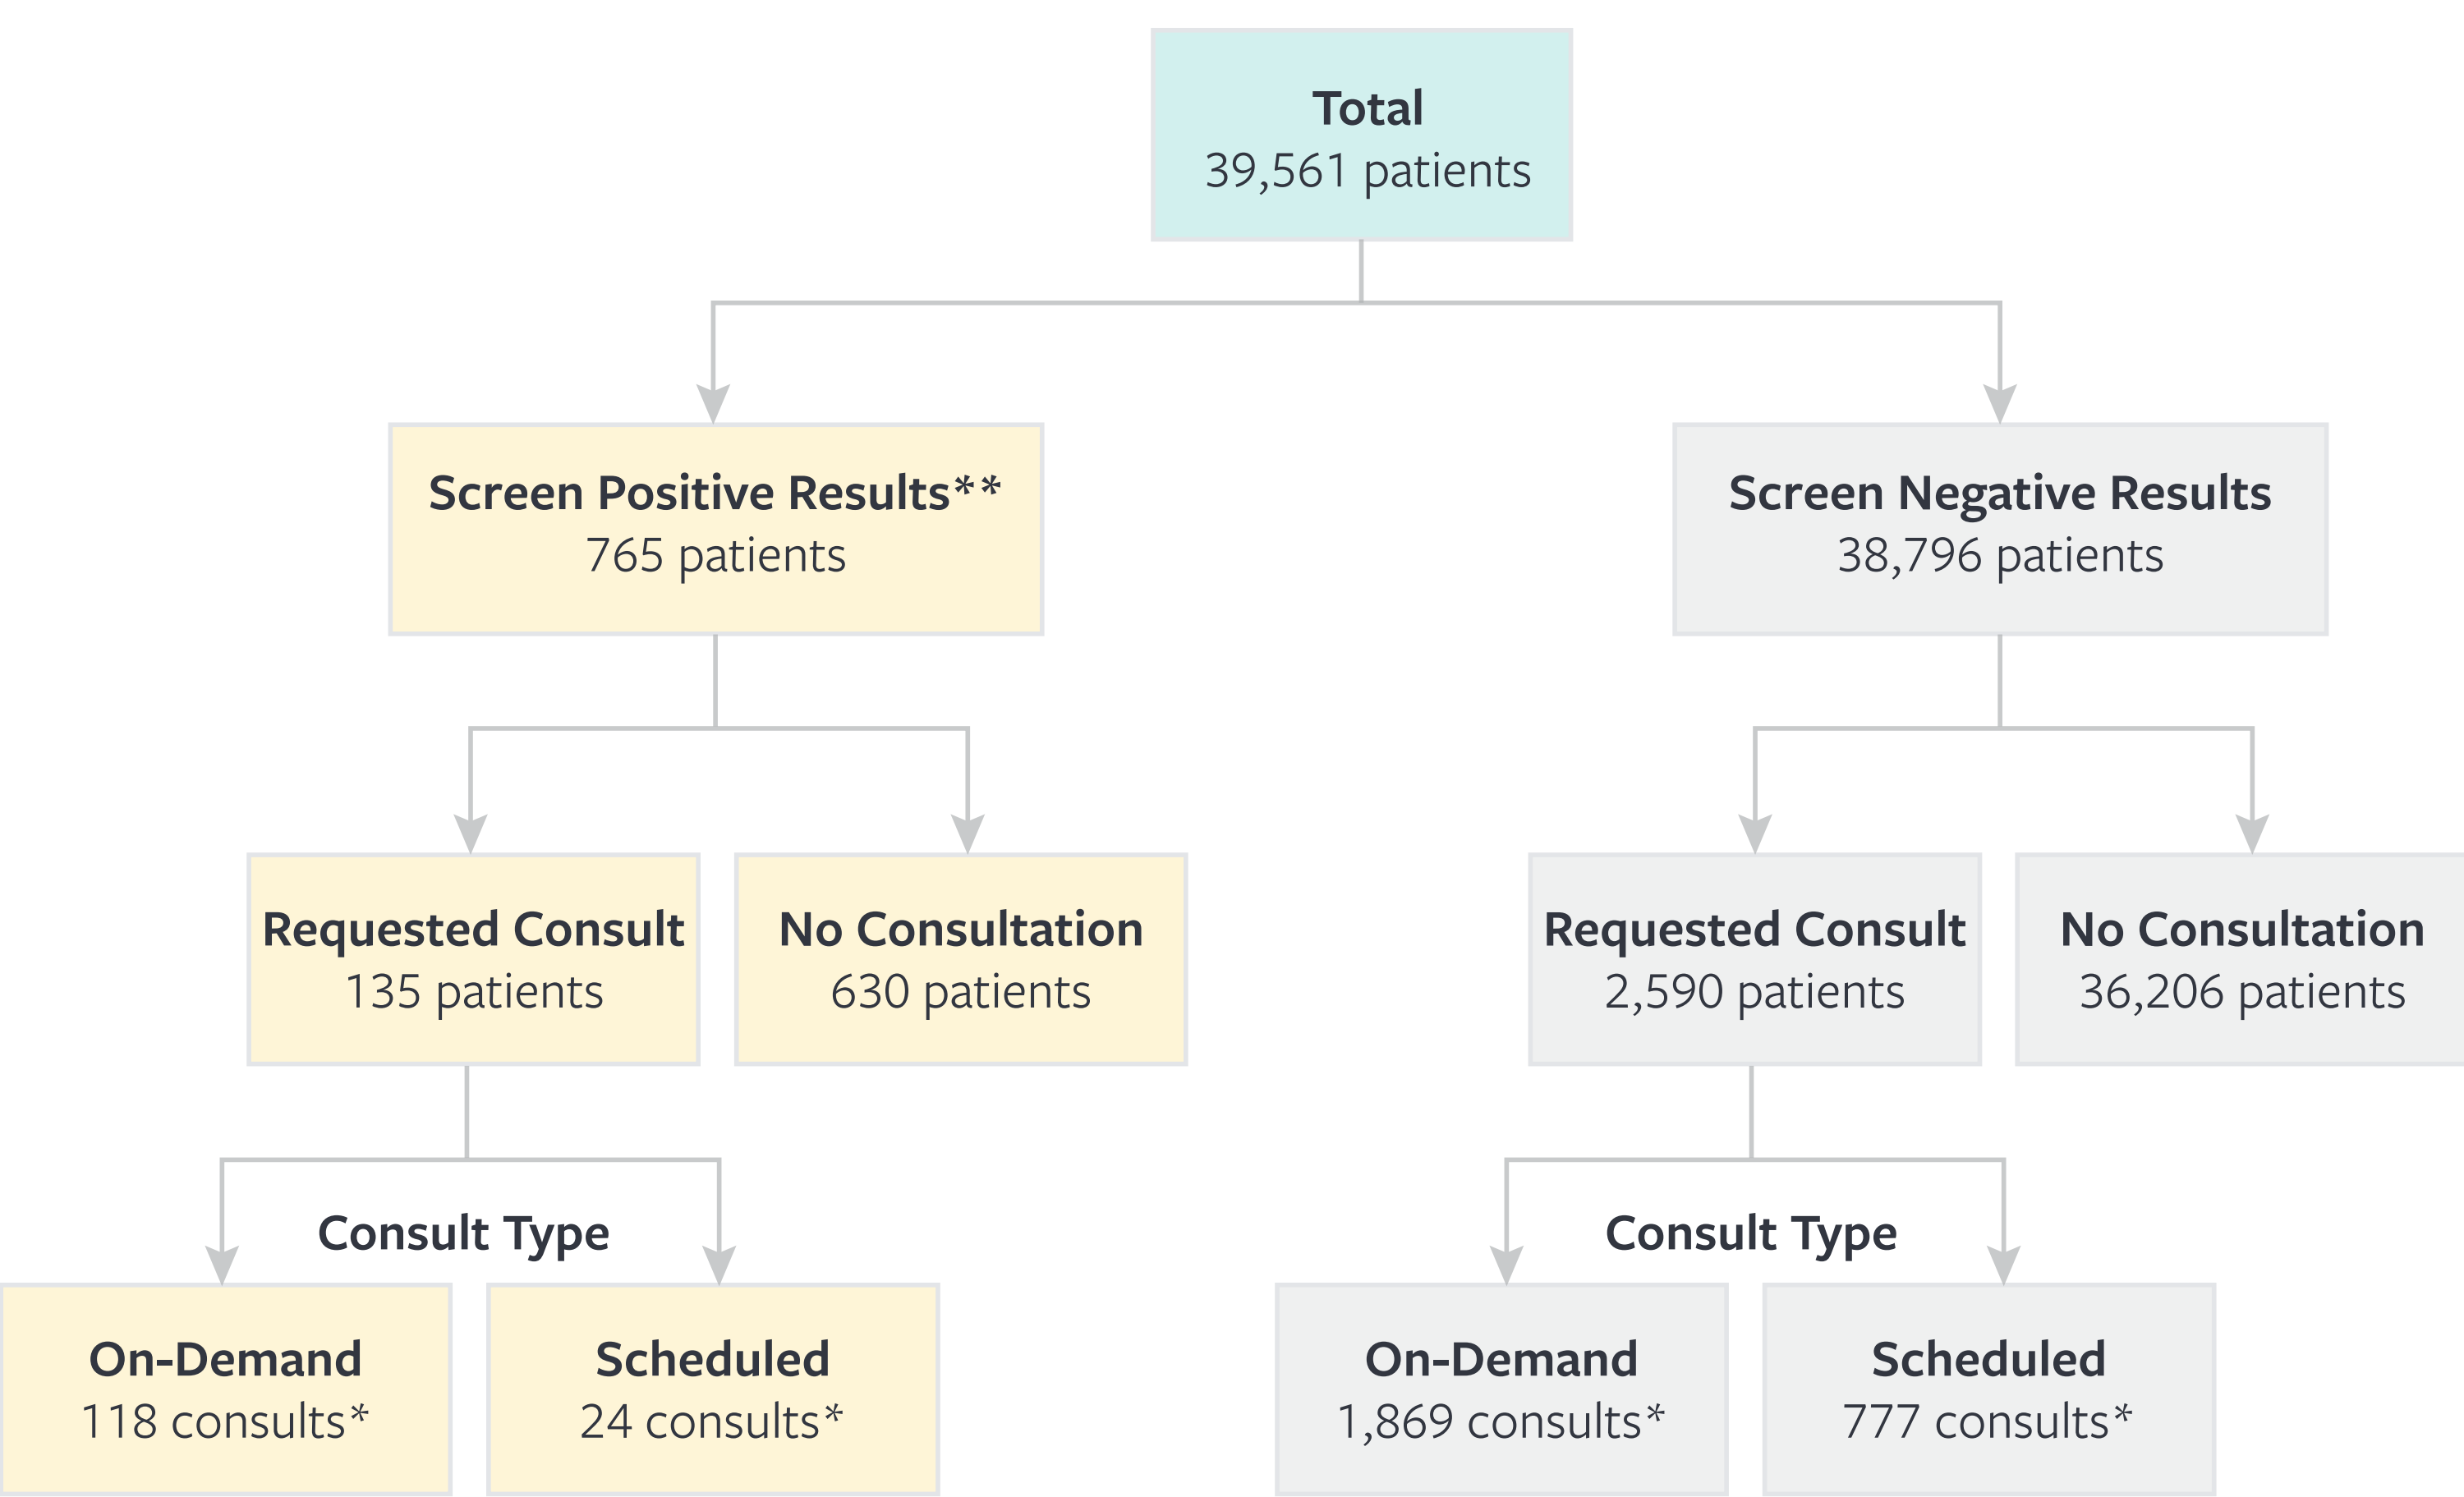 Total
39,561 patients
Screen Positive Results**
765 patients
Screen Negative Results
38,796 patients
Requested Consult
135 patients
No Consultation
630 patients
Requested Consult
2,590 patients
No Consultation
36,206 patients
Consult Type
Consult Type
On-Demand
118 consults*
Scheduled
24 consults*
On-Demand
1,869 consults*
Scheduled
777 consults*